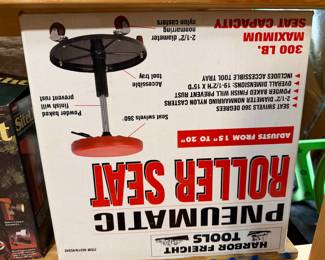 HARBOR FREIGHT
TOOLS
PNEUMATIC
ROLLER SEAT
ADJUSTS FROM 15" TO 20"
SEAT SWIVELS 360 DEGREES
2-1/2" DIAMETER NONMARRING NYLON CASTERS
POWDER BAKED FINISH WILL PREVENT RUST
OVERALL DIMENSIONS: 19-1/2"H X 15"D
INCLUDES ACCESSIBLE TOOL TRAY
300 LB.
MAXIMUM
SEAT CAPACITY
Seat swivels 360°
Powder baked
finish will
prevent rust
Accessible
tool tray
2-1/2" diameter
nonmarring
nylon casters